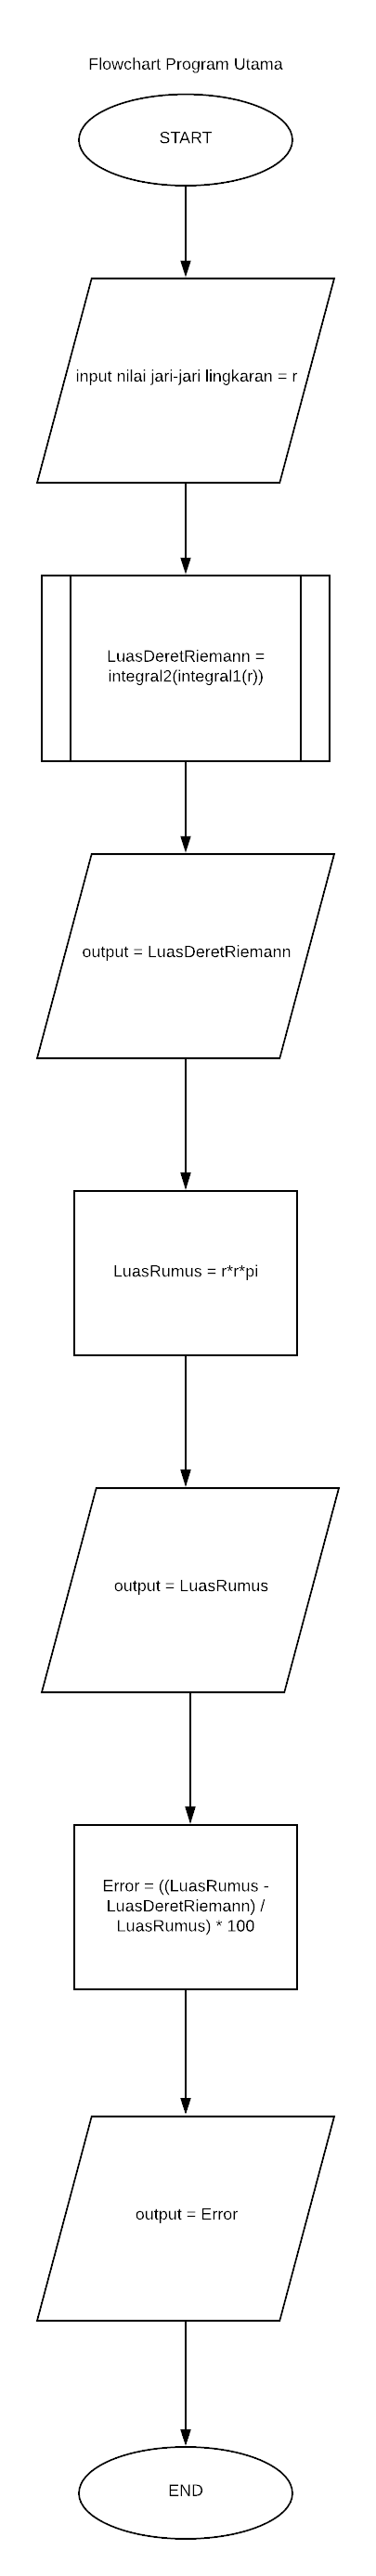 Flowchart Program Utama
START
input nilai jari-jari lingkaran = r
LuasDeretRiemann =
integral2(integral1(r))
output = LuasDeretRiemann
LuasRumus = r*r*pi
output = LuasRumus
Error = ((LuasRumus -
LuasDeretRiemann) /
LuasRumus) * 100
output = Error
END